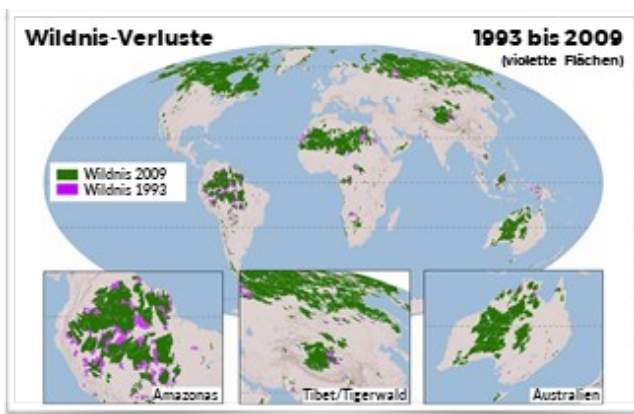 Wildnis-Verluste
1993 bis 2009
(violette Flächen)
Wildnis 2009
Wildnis 1993
Amazonas
Tibet/Tigerwald
Australien